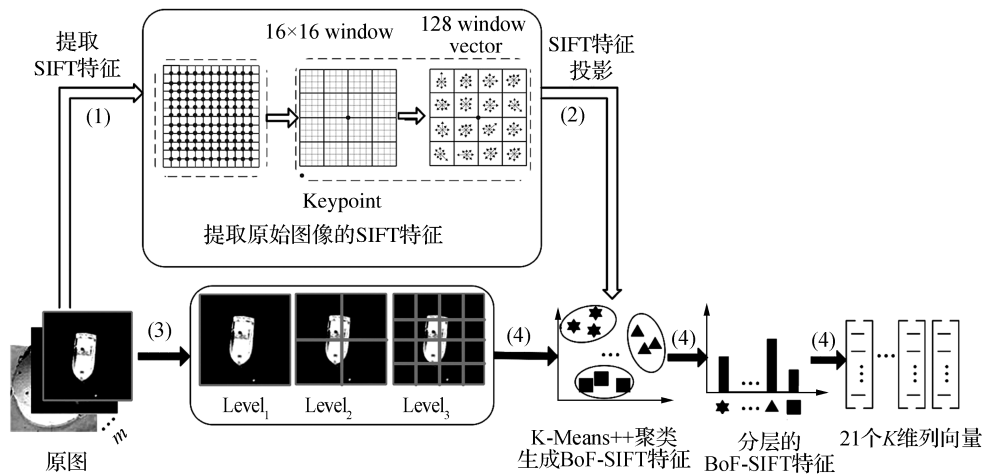 提取
SIFT特征
(1)
16×16 window
128 window
vector
Keypoint
提取原始图像的SIFT特征
SIFT特征
投影
(2)
(3)
Level1
Level2
Level3
(4)
(4)
(4)
… m
原图
K-Means++聚类
生成BoF-SIFT特征
分层的
BoF-SIFT特征
21个K维列向量